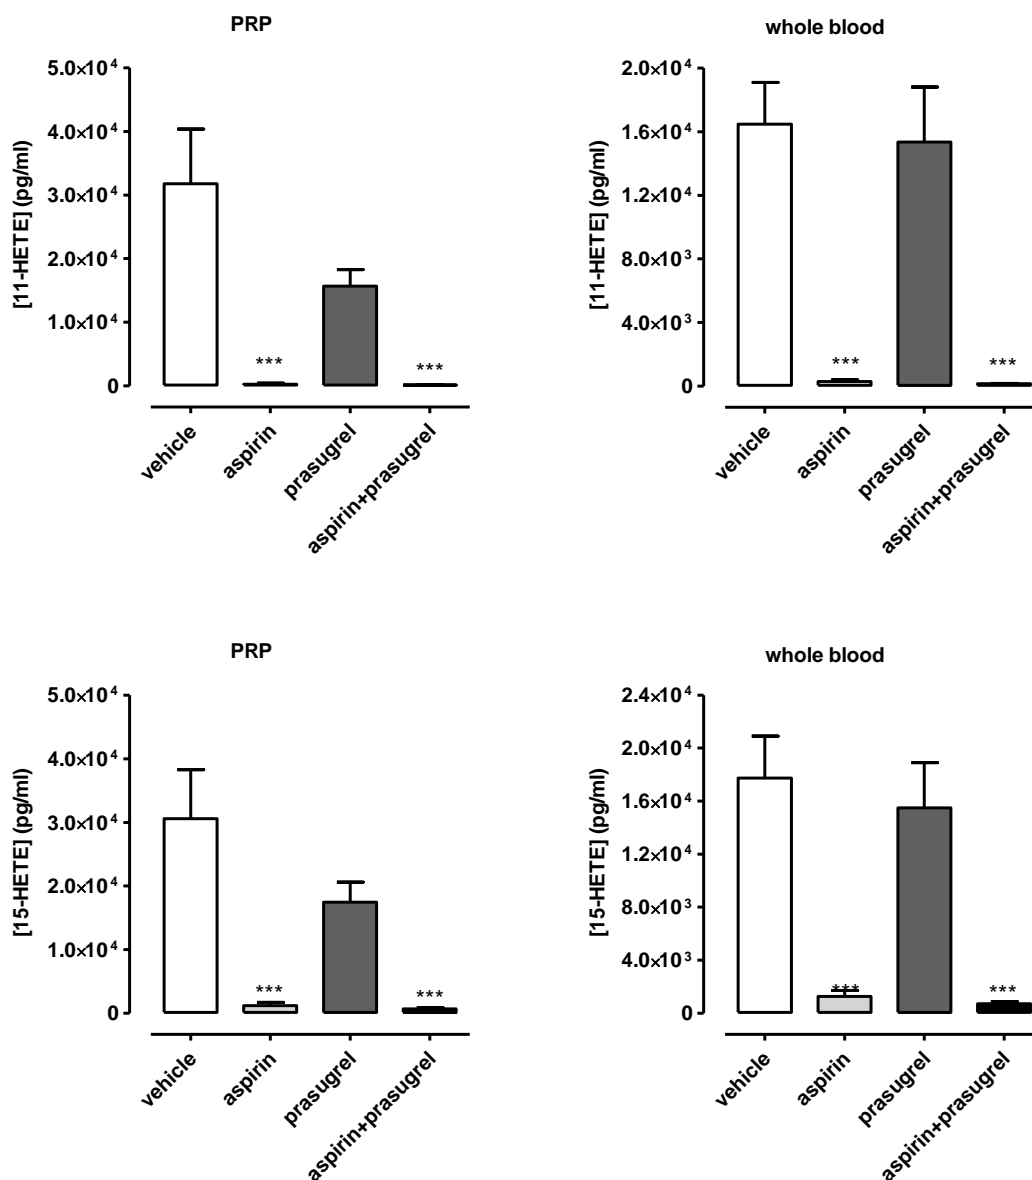 PRP
[11-HETE] (pg/ml)
5.0×10⁴
4.0×10⁴
3.0×10⁴
2.0×10⁴
1.0×10⁴
0
***
***
vehicle
aspirin
prasugrel
aspirin+prasugrel
whole blood
[11-HETE] (pg/ml)
2.0×10⁴
1.6×10⁴
1.2×10⁴
8.0×10³
4.0×10³
0
***
***
vehicle
aspirin
prasugrel
aspirin+prasugrel
PRP
[15-HETE] (pg/ml)
5.0×10⁴
4.0×10⁴
3.0×10⁴
2.0×10⁴
1.0×10⁴
0
***
***
vehicle
aspirin
prasugrel
aspirin+prasugrel
whole blood
[15-HETE] (pg/ml)
2.4×10⁴
2.0×10⁴
1.6×10⁴
1.2×10⁴
8.0×10³
4.0×10³
0
***
***
vehicle
aspirin
prasugrel
aspirin+prasugrel